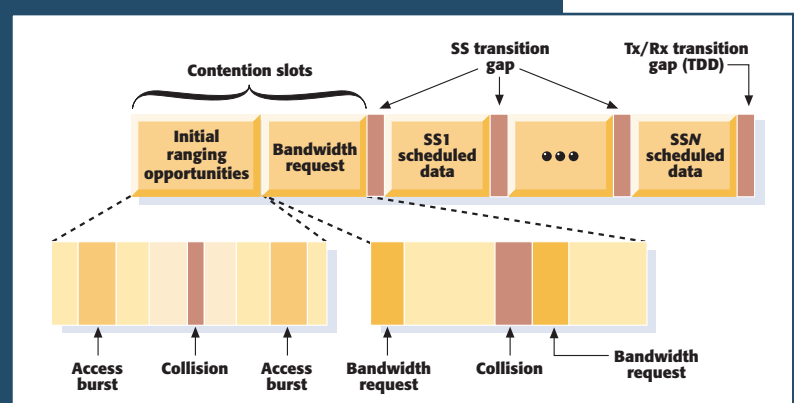 Contention slots
SS transition
gap
Tx/Rx transition
gap (TDD)
Initial
ranging
opportunities
Bandwidth
request
SS1
scheduled
data
●●●
SSN
scheduled
data
Access
burst
Collision
Access
burst
Bandwidth
request
Collision
Bandwidth
request